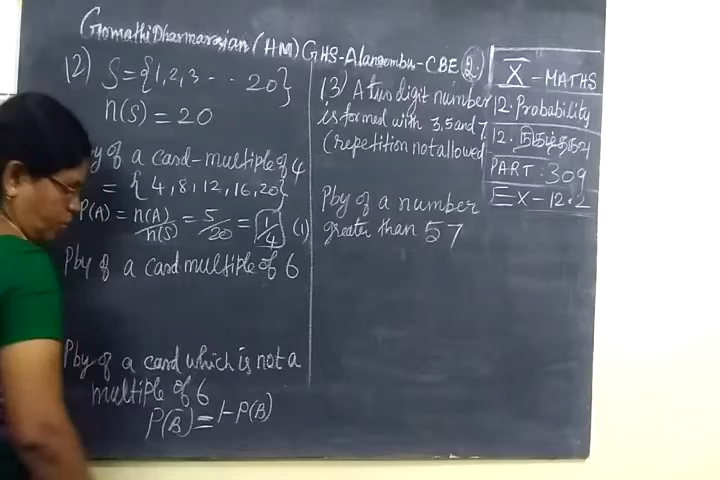 Gomathi Dharmarajan (HM) GHS-Alangombu-CBE 2
12) S = {1, 2, 3 - - 20}
n(S) = 20
by of a card - multiple of 4
= {4, 8, 12, 16, 20}
P(A) = n(A)/n(S) = 5/20 = 1/4 (1)
Pby of a card multiple of 6
Pby of a card which is not a
multiple of 6
P(B̄) = 1 - P(B)
13) A two digit number
is formed with 3, 5 and 7
(repetition not allowed
Pby of a number
greater than 57
X - MATHS
12. Probability
12. நிகழ்தகவு
PART: 309
EX - 12.2